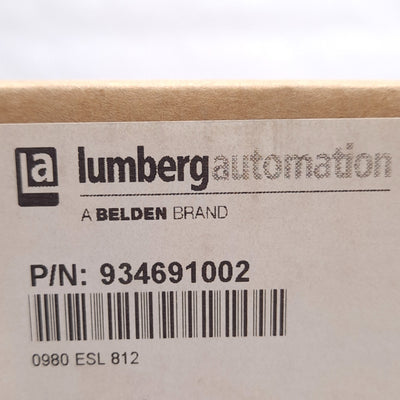 la lumbergautomation
A BELDEN BRAND
P/N: 934691002
0980 ESL 812